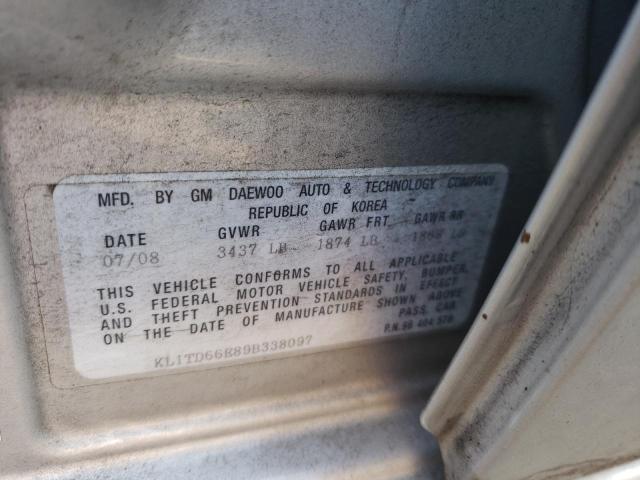 MFD. BY GM DAEWOO AUTO & TECHNOLOGY COMPANY
REPUBLIC OF KOREA
DATE GVWR GAWR FRT GAWR RR
07/08 3437 LB 1874 LB LB
THIS VEHICLE CONFORMS TO ALL APPLICABLE
U.S. FEDERAL MOTOR VEHICLE SAFETY, BUMPER,
AND THEFT PREVENTION STANDARDS IN EFFECT
ON THE DATE OF MANUFACTURE SHOWN ABOVE
PASS. CAR
KL1TD66E89B338097 P.N.